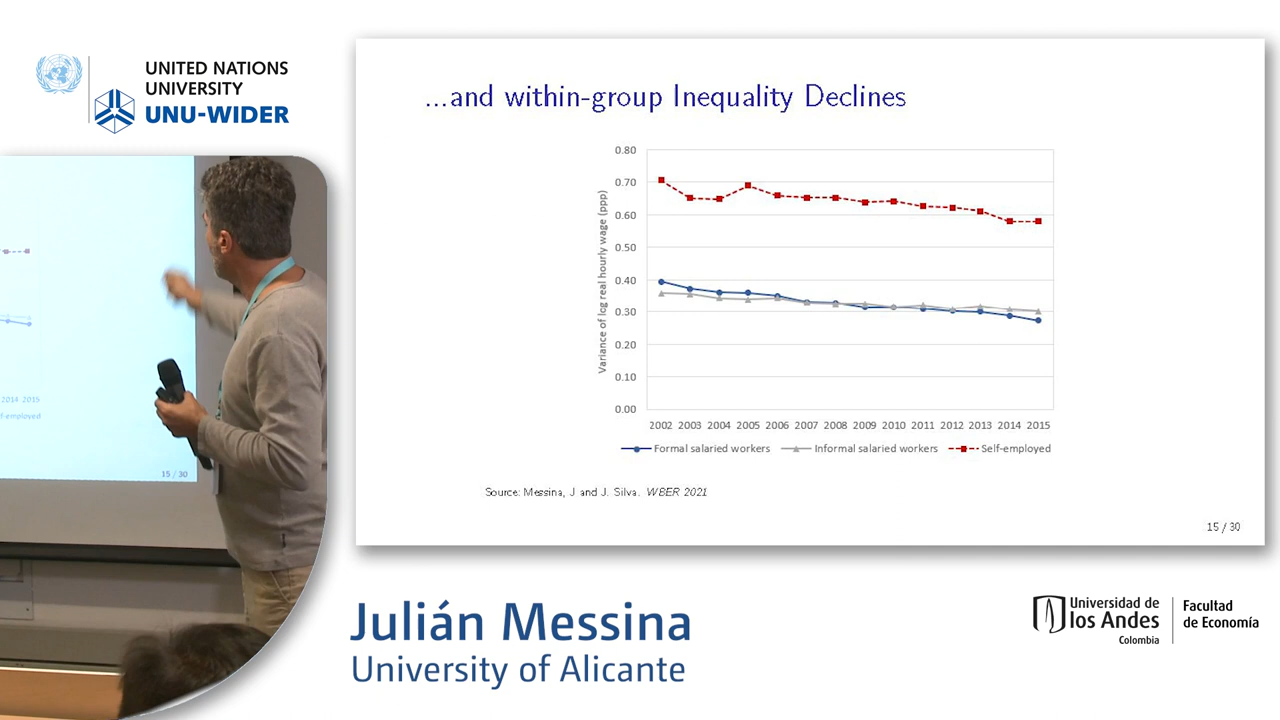 UNITED NATIONS
UNIVERSITY
UNU-WIDER
...and within-group Inequality Declines
Variance of log real hourly wage (ppp)
0.80
0.70
0.60
0.50
0.40
0.30
0.20
0.10
0.00
2002 2003 2004 2005 2006 2007 2008 2009 2010 2011 2012 2013 2014 2015
Formal salaried workers Informal salaried workers Self-employed
Source: Messina, J and J. Silva. WBER 2021
15 / 30
2014 2015
f-employed
15 / 30
Julián Messina
University of Alicante
Universidad de
los Andes
Colombia
Facultad
de Economía